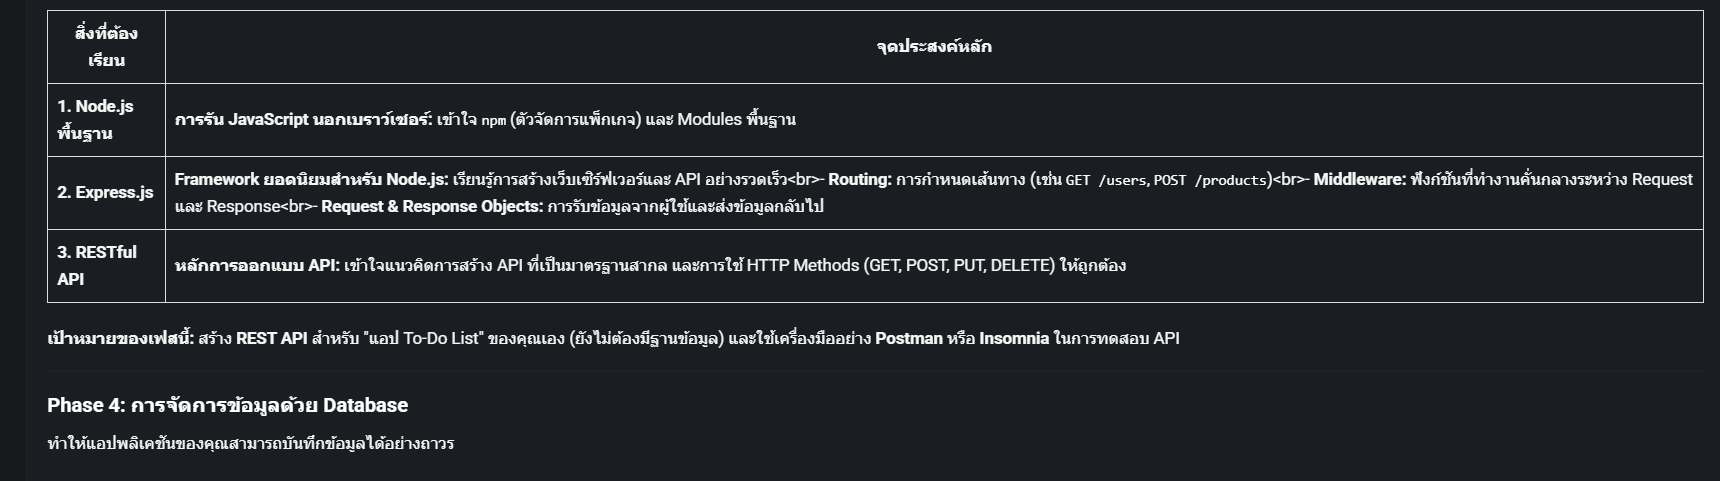 สิ่งที่ต้อง
เรียน
จุดประสงค์หลัก
1. Node.js
พื้นฐาน
การรัน JavaScript นอกเบราว์เซอร์: เข้าใจ npm (ตัวจัดการแพ็กเกจ) และ Modules พื้นฐาน
2. Express.js
Framework ยอดนิยมสำหรับ Node.js: เรียนรู้การสร้างเว็บเซิร์ฟเวอร์และ API อย่างรวดเร็ว<br>- Routing: การกำหนดเส้นทาง (เช่น GET /users, POST /products)<br>- Middleware: ฟังก์ชันที่ทำงานคั่นกลางระหว่าง Request
และ Response<br>- Request & Response Objects: การรับข้อมูลจากผู้ใช้และส่งข้อมูลกลับไป
3. RESTful
API
หลักการออกแบบ API: เข้าใจแนวคิดการสร้าง API ที่เป็นมาตรฐานสากล และการใช้ HTTP Methods (GET, POST, PUT, DELETE) ให้ถูกต้อง
เป้าหมายของเฟสนี้: สร้าง REST API สำหรับ "แอป To-Do List" ของคุณเอง (ยังไม่ต้องมีฐานข้อมูล) และใช้เครื่องมืออย่าง Postman หรือ Insomnia ในการทดสอบ API
Phase 4: การจัดการข้อมูลด้วย Database
ทำให้แอปพลิเคชันของคุณสามารถบันทึกข้อมูลได้อย่างถาวร